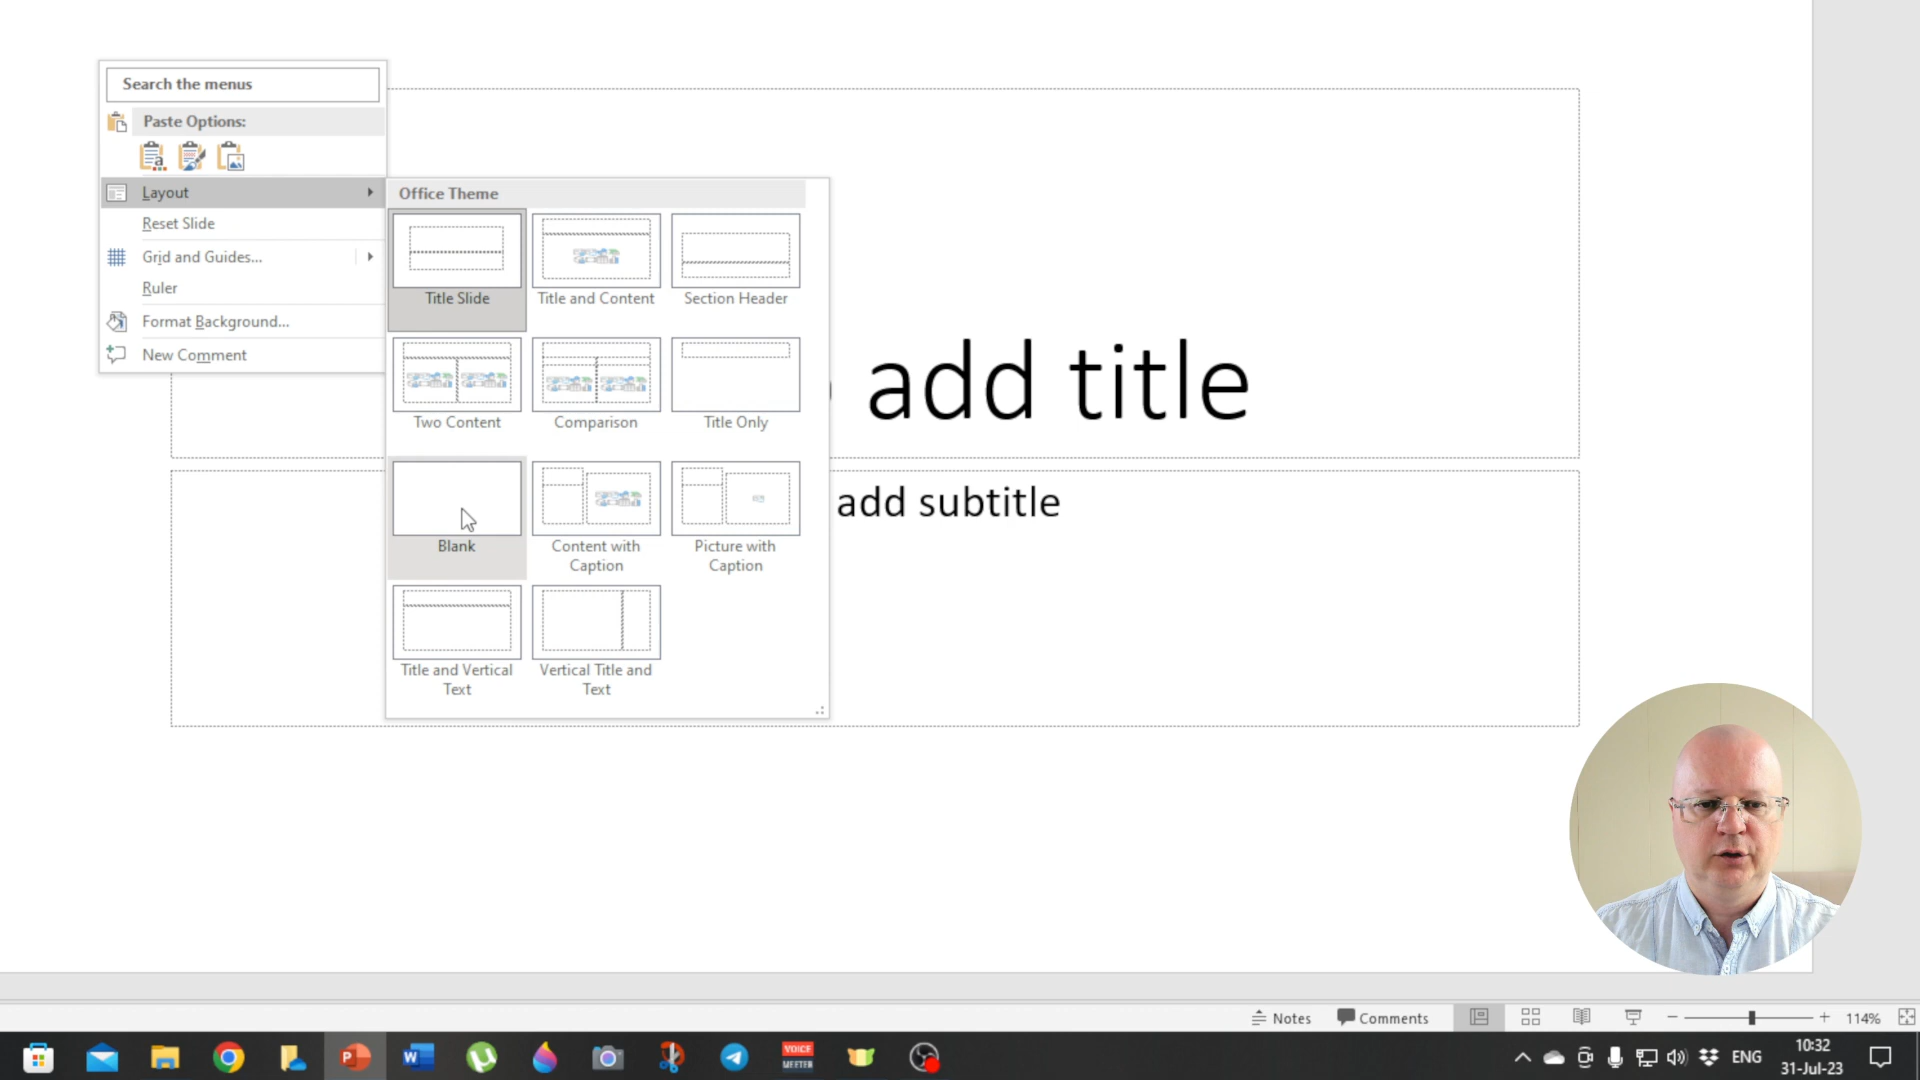 Search the menus
Paste Options:
Layout
Reset Slide
Grid and Guides...
Ruler
Format Background...
New Comment
Office Theme
Title Slide
Title and Content
Section Header
Two Content
Comparison
Title Only
Blank
Content with
Caption
Picture with
Caption
Title and Vertical
Text
Vertical Title and
Text
add title
add subtitle
Notes
Comments
114%
VOICE
MEETER
ENG
10:32
31-Jul-23